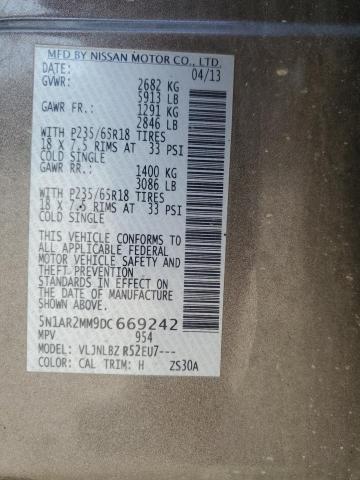 MFD BY NISSAN MOTOR CO., LTD.
DATE: 04/13
GVWR: 2682 KG
5913 LB
GAWR FR.: 1291 KG
2846 LB
WITH P235/65R18 TIRES
18 X 7.5 RIMS AT 33 PSI
COLD SINGLE
GAWR RR.: 1400 KG
3086 LB
WITH P235/65R18 TIRES
18 X 7.5 RIMS AT 33 PSI
COLD SINGLE
THIS VEHICLE CONFORMS TO
ALL APPLICABLE FEDERAL
MOTOR VEHICLE SAFETY AND
THEFT PREVENTION
STANDARDS IN EFFECT ON
THE DATE OF MANUFACTURE
SHOWN ABOVE.
5N1AR2MM9DC669242
MPV 954
MODEL: VLJNLBZ R52EU7---
COLOR: CAL TRIM: H ZS30A